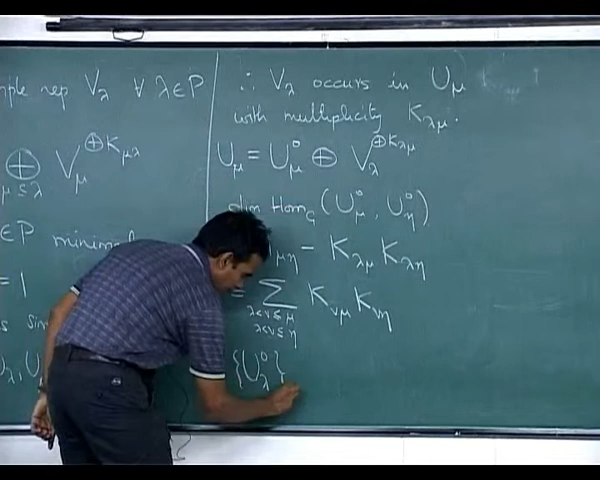 ple rep V_λ ∀ λ∈P
⊕ V_μ^{⊕K_{μλ}}
μ≤λ
∈P minimal
= 1
∴ V_λ occurs in U_μ
with multiplicity K_{λμ}.
U_μ = U_μ^0 ⊕ V_λ^{⊕K_{λμ}}
dim Hom_G (U_μ^0, U_η^0)
μη - K_{λμ} K_{λη}
= Σ K_{νμ} K_{νη}
λ<ν≤μ
λ<ν≤η
{U_λ^0}